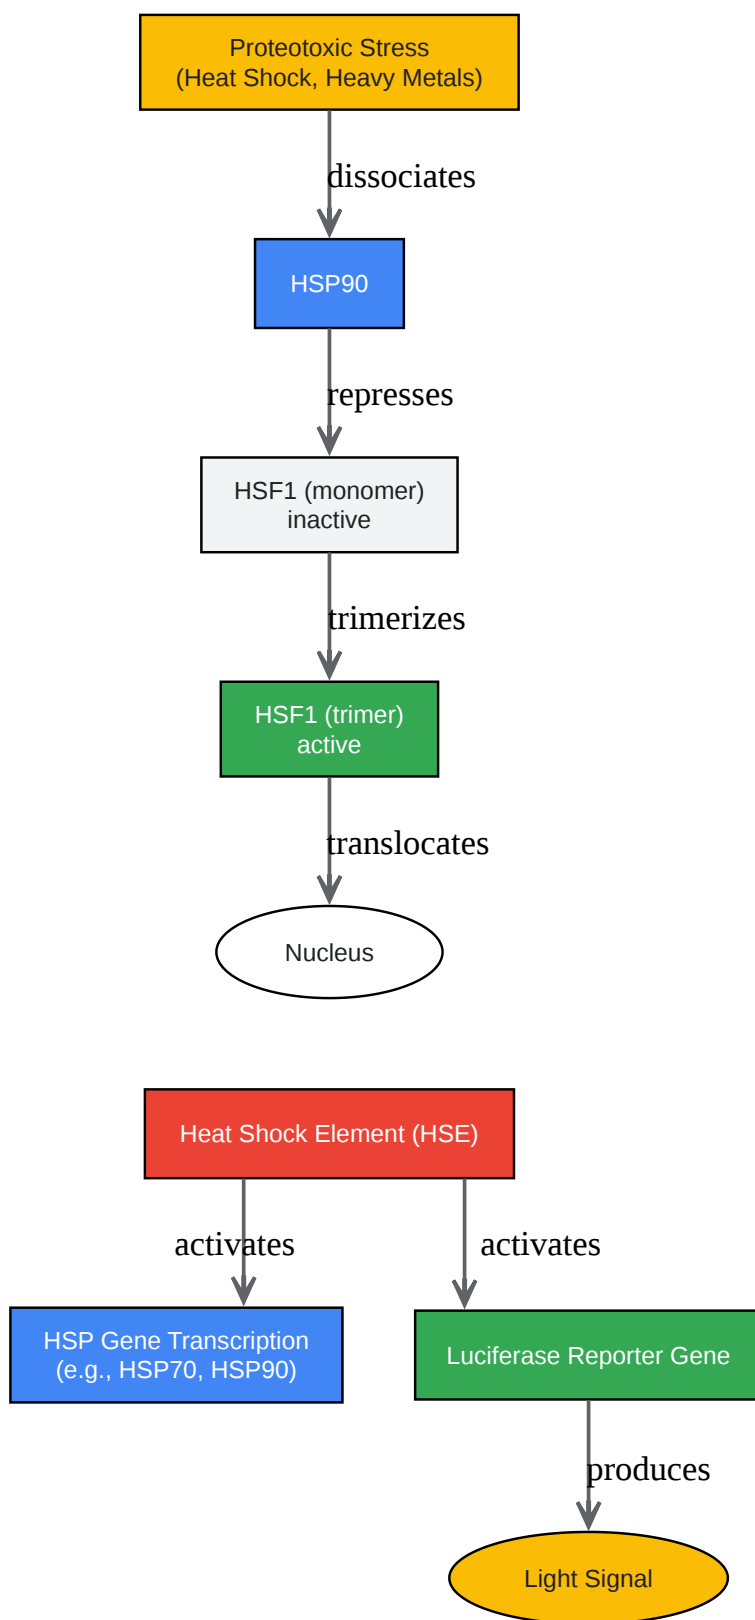 Proteotoxic Stress
(Heat Shock, Heavy Metals)
dissociates
HSP90
represses
HSF1 (monomer)
inactive
trimerizes
HSF1 (trimer)
active
translocates
Nucleus
Heat Shock Element (HSE)
activates
activates
HSP Gene Transcription
(e.g., HSP70, HSP90)
Luciferase Reporter Gene
produces
Light Signal